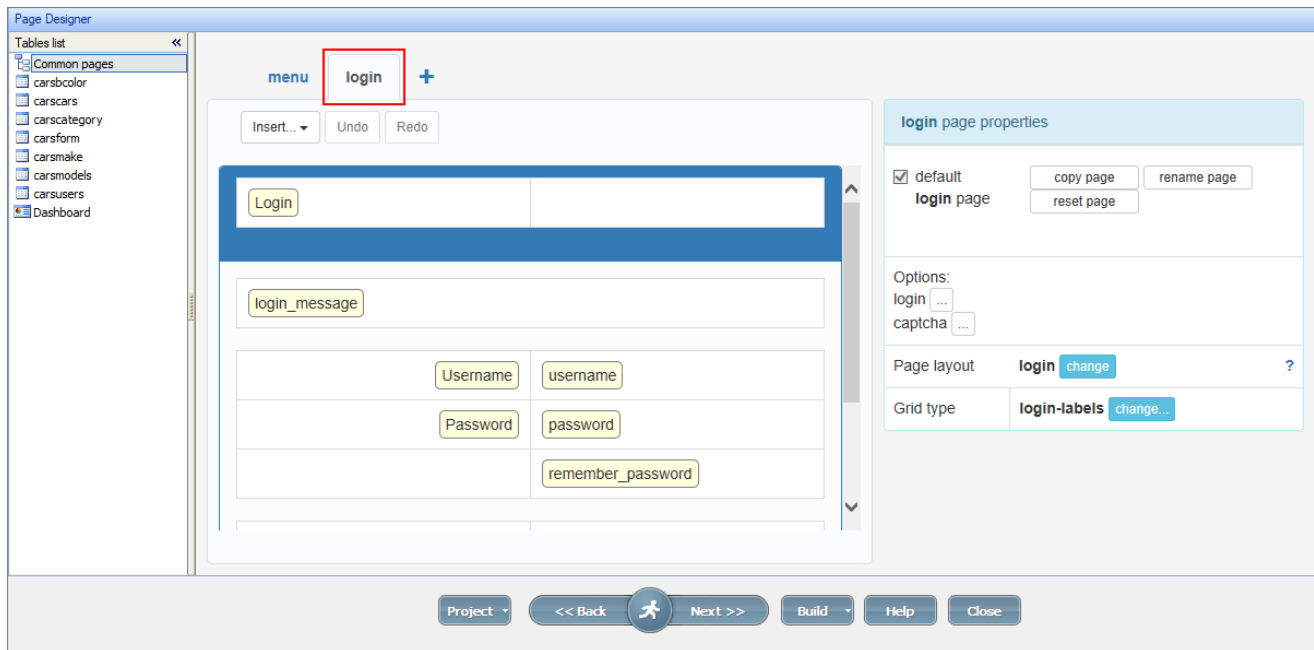 Page Designer
Tables list «
Common pages
carsbcolor
carscars
carscategory
carsform
carsmake
carsmodels
carsusers
Dashboard
menu login +
Insert... Undo Redo
Login
login_message
Username username
Password password
remember_password
login page properties
default copy page rename page
login page reset page
Options:
login ...
captcha ...
Page layout login change ?
Grid type login-labels change...
Project << Back Next >> Build Help Close